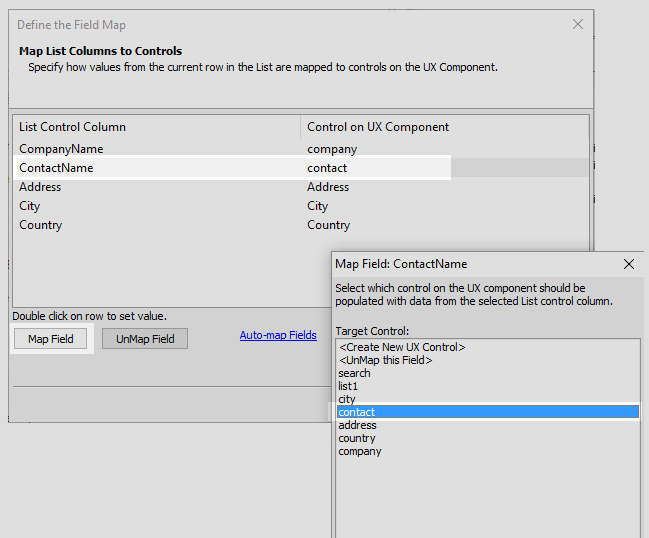 Define the Field Map
Map List Columns to Controls
Specify how values from the current row in the List are mapped to controls on the UX Component.
List Control Column Control on UX Component
CompanyName company
ContactName contact
Address Address
City City
Country Country
Double click on row to set value.
Map Field UnMap Field Auto-map Fields
Map Field: ContactName
Select which control on the UX component should be
populated with data from the selected List control column.
Target Control:
<Create New UX Control>
<UnMap this Field>
search
list1
city
contact
address
country
company